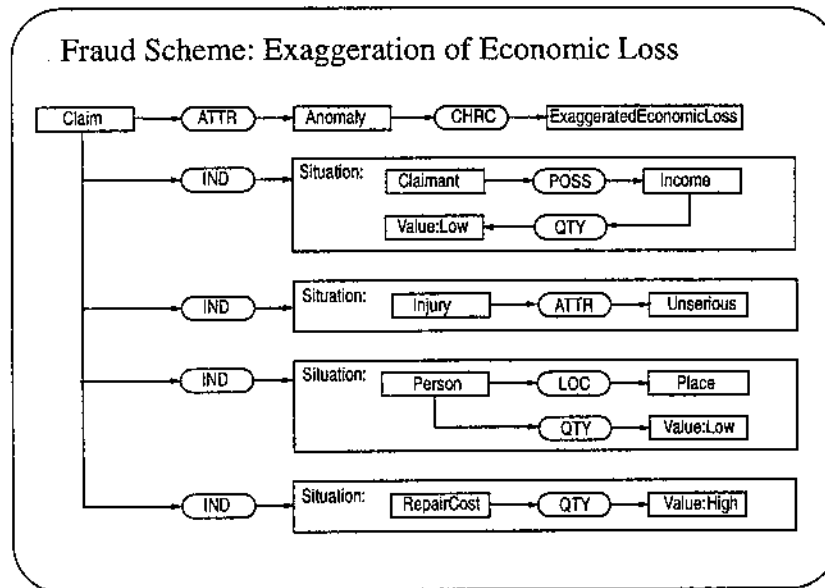 Fraud Scheme: Exaggeration of Economic Loss
Claim ATTR Anomaly CHRC ExaggeratedEconomicLoss
IND Situation: Claimant POSS Income
Value:Low QTY
IND Situation: Injury ATTR Unserious
IND Situation: Person LOC Place
QTY Value:Low
IND Situation: RepairCost QTY Value:High